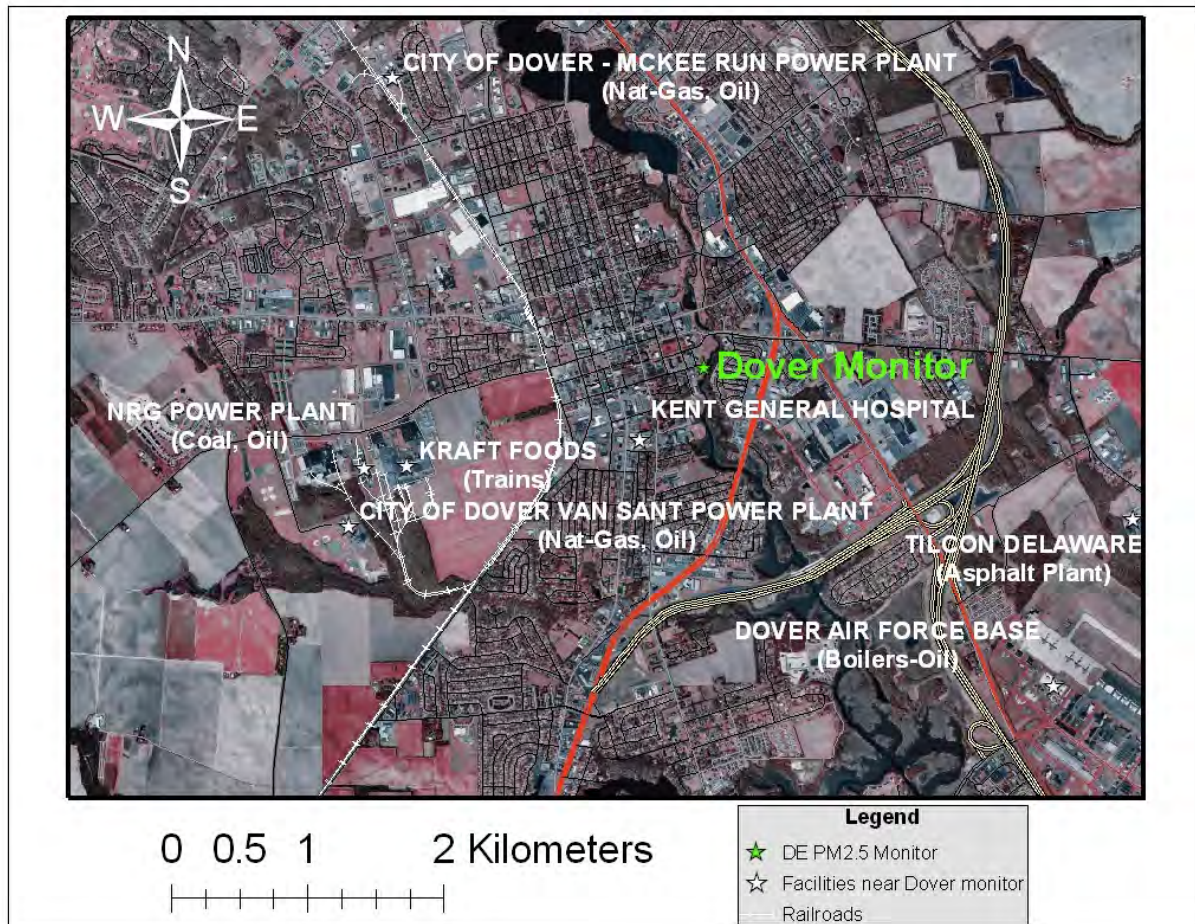 N
W E
S
CITY OF DOVER - MCKEE RUN POWER PLANT
(Nat-Gas, Oil)
Dover Monitor
KENT GENERAL HOSPITAL
NRG POWER PLANT
(Coal, Oil)
KRAFT FOODS
(Trains)
CITY OF DOVER VAN SANT POWER PLANT
(Nat-Gas, Oil)
TILCON DELAWARE
(Asphalt Plant)
DOVER AIR FORCE BASE
(Boilers-Oil)
0 0.5 1 2 Kilometers
Legend
DE PM2.5 Monitor
Facilities near Dover monitor
Railroads